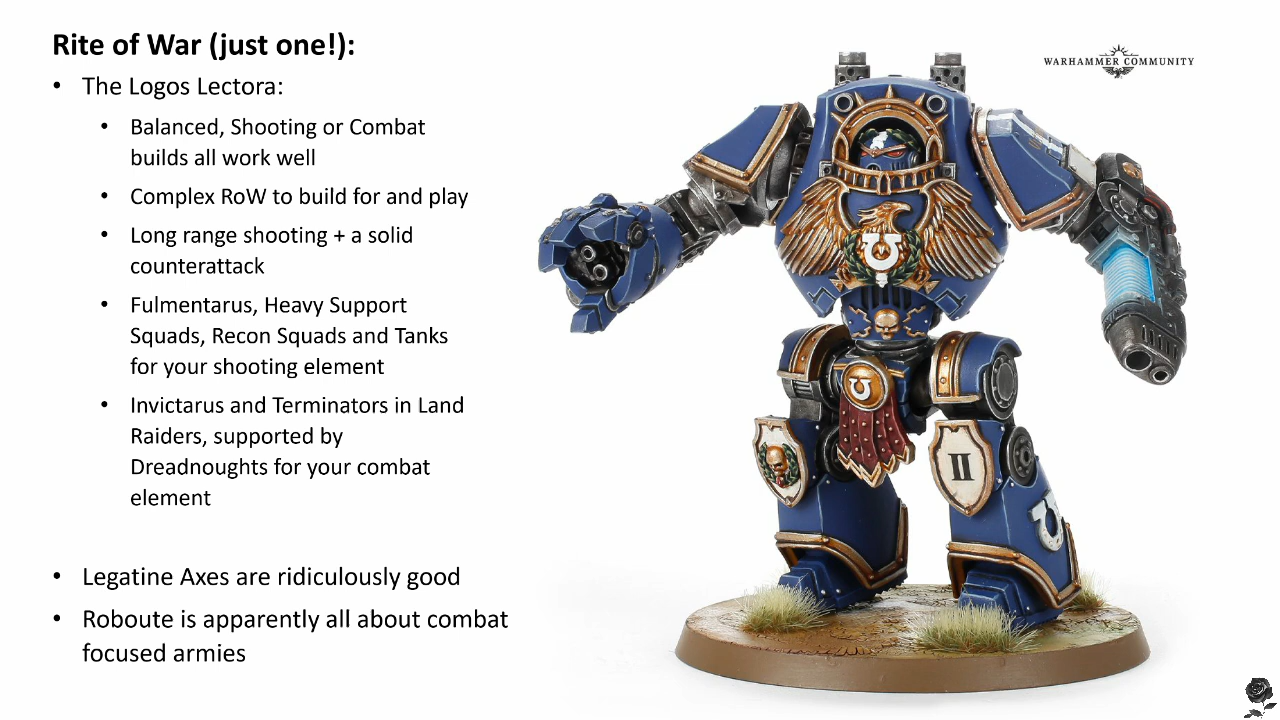 Rite of War (just one!):
• The Logos Lectora:
• Balanced, Shooting or Combat
builds all work well
• Complex RoW to build for and play
• Long range shooting + a solid
counterattack
• Fulmentarus, Heavy Support
Squads, Recon Squads and Tanks
for your shooting element
• Invictarus and Terminators in Land
Raiders, supported by
Dreadnoughts for your combat
element
• Legatine Axes are ridiculously good
• Roboute is apparently all about combat
focused armies
WARHAMMER COMMUNITY
II